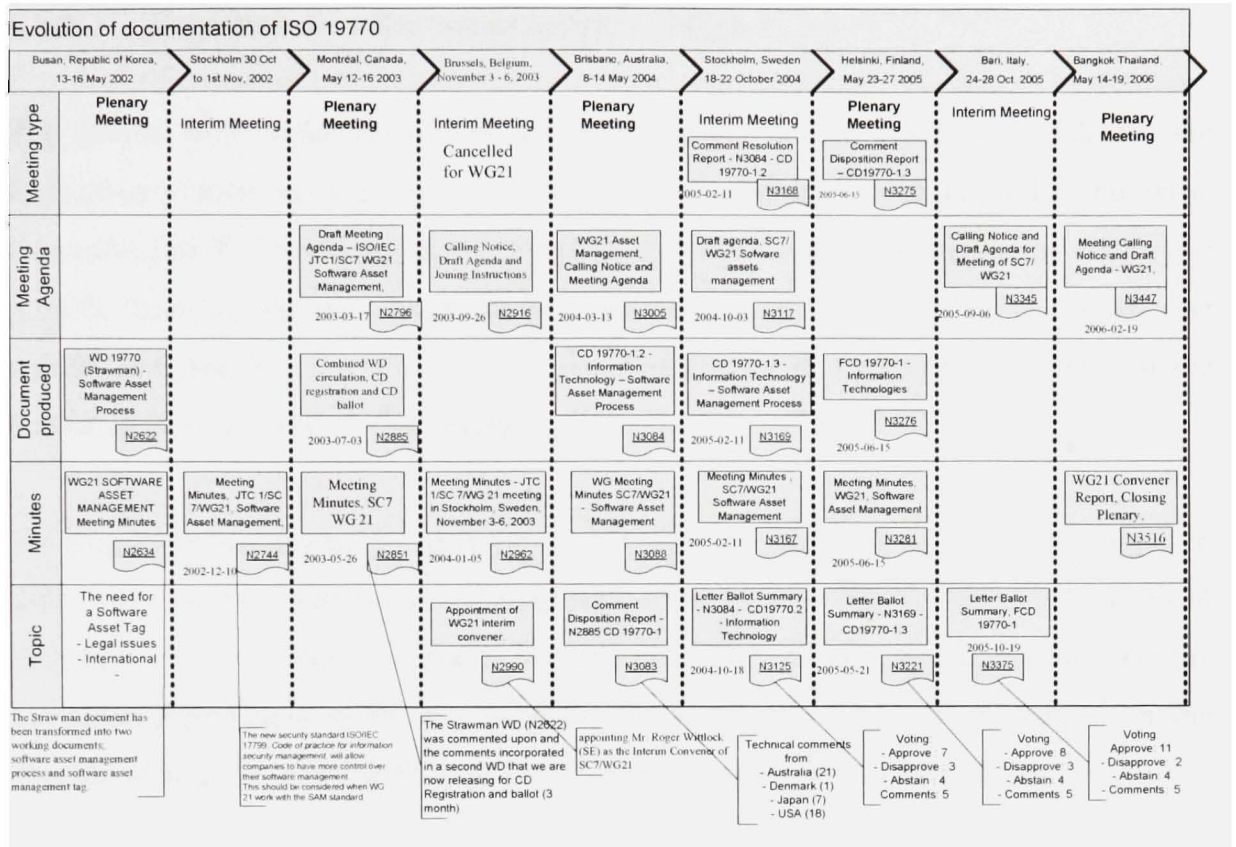 Evolution of documentation of ISO 19770
Busan, Republic of Korea,
13-16 May 2002
Stockholm 30 Oct
to 1st Nov, 2002
Montréal, Canada,
May 12-16 2003
Brussels, Belgium,
November 3 - 6, 2003
Brisbane, Australia,
8-14 May 2004
Stockholm, Sweden
18-22 October 2004
Helsinki, Finland,
May 23-27 2005
Bari, Italy,
24-28 Oct. 2005
Bangkok Thailand,
May 14-19, 2006
Meeting type
Plenary
Meeting
Interim Meeting
Plenary
Meeting
Interim Meeting
Cancelled
for WG21
Plenary
Meeting
Interim Meeting
Comment Resolution
Report - N3084 - CD
19770-1.2
005-02-11
N3168
Plenary
Meeting
Comment
Disposition Report
– CD19770-1.3
2005-06-15
N3275
Interim Meeting
Plenary
Meeting
Meeting
Agenda
Draft Meeting
Agenda – ISO/IEC
JTC1/SC7 WG21
Software Asset
Management,
2003-03-17
N2796
Calling Notice,
Draft Agenda and
Joining Instructions
2003-09-26
N2916
WG21 Asset
Management,
Calling Notice and
Meeting Agenda
2004-03-13
N3005
Draft agenda, SC7/
WG21 Sofware
assets
management
2004-10-03
N3117
Calling Notice and
Draft Agenda for
Meeting of SC7/
WG21
2005-09-06
N3345
Meeting Calling
Notice and Draft
Agenda - WG21,
N3447
2006-02-19
Document
produced
WD 19770
(Strawman) -
Software Asset
Management
Process
N2622
Combined WD
circulation, CD
registration and CD
ballot
2003-07-03
N2885
CD 19770-1.2 -
Information
Technology – Software
Asset Management
Process
N3084
CD 19770-1.3 -
Information Technology
– Software Asset
Management Process
2005-02-11
N3169
FCD 19770-1 -
Information
Technologies
N3276
2005-06-15
Minutes
WG21 SOFTWARE
ASSET
MANAGEMENT
Meeting Minutes
N2634
Meeting
Minutes, JTC 1/SC
7/WG21, Software
Asset Management,
2002-12-10
N2744
Meeting
Minutes, SC7
WG 21
2003-05-26
N2851
Meeting Minutes - JTC
1/SC 7/WG 21 meeting
in Stockholm, Sweden,
November 3-6, 2003
2004-01-05
N2962
WG Meeting
Minutes SC7/WG21
- Software Asset
Management
N3088
Meeting Minutes ,
SC7/WG21
Software Asset
Management
2005-02-11
N3167
Meeting Minutes,
WG21, Software
Asset Management
N3281
2005-06-15
WG21 Convener
Report, Closing
Plenary,
N3516
Topic
The need for
a Software
Asset Tag
- Legal issues
- International
-
Appointment of
WG21 interim
convener
N2990
Comment
Disposition Report -
N2885 CD 19770-1
N3083
Letter Ballot Summary
- N3084 - CD19770.2
- Information
Technology
2004-10-18
N3125
Letter Ballot
Summary - N3169 -
CD19770-1.3
2005-05-21
N3221
Letter Ballot
Summary, FCD
19770-1
2005-10-19
N3375
The Straw man document has
been transformed into two
working documents,
software asset management
process and software asset
management tag.
The new security standard ISO/IEC
17799, Code of practice for information
security management, will allow
companies to have more control over
their software management.
This should be considered when WG
21 work with the SAM standard.
The Strawman WD (N2622)
was commented upon and
the comments incorporated
in a second WD that we are
now releasing for CD
Registration and ballot (3
month)
appointing Mr. Roger Wittlock
(SE) as the Interim Convener of
SC7/WG21
Technical comments
from
- Australia (21)
- Denmark (1)
- Japan (7)
- USA (18)
Voting
- Approve 7
- Disapprove : 3
- Abstain : 4
Comments: 5
Voting
- Approve 8
- Disapprove : 3
- Abstain : 4
- Comments: 5
Voting
Approve 11
- Disapprove : 2
- Abstain : 4
- Comments : 5